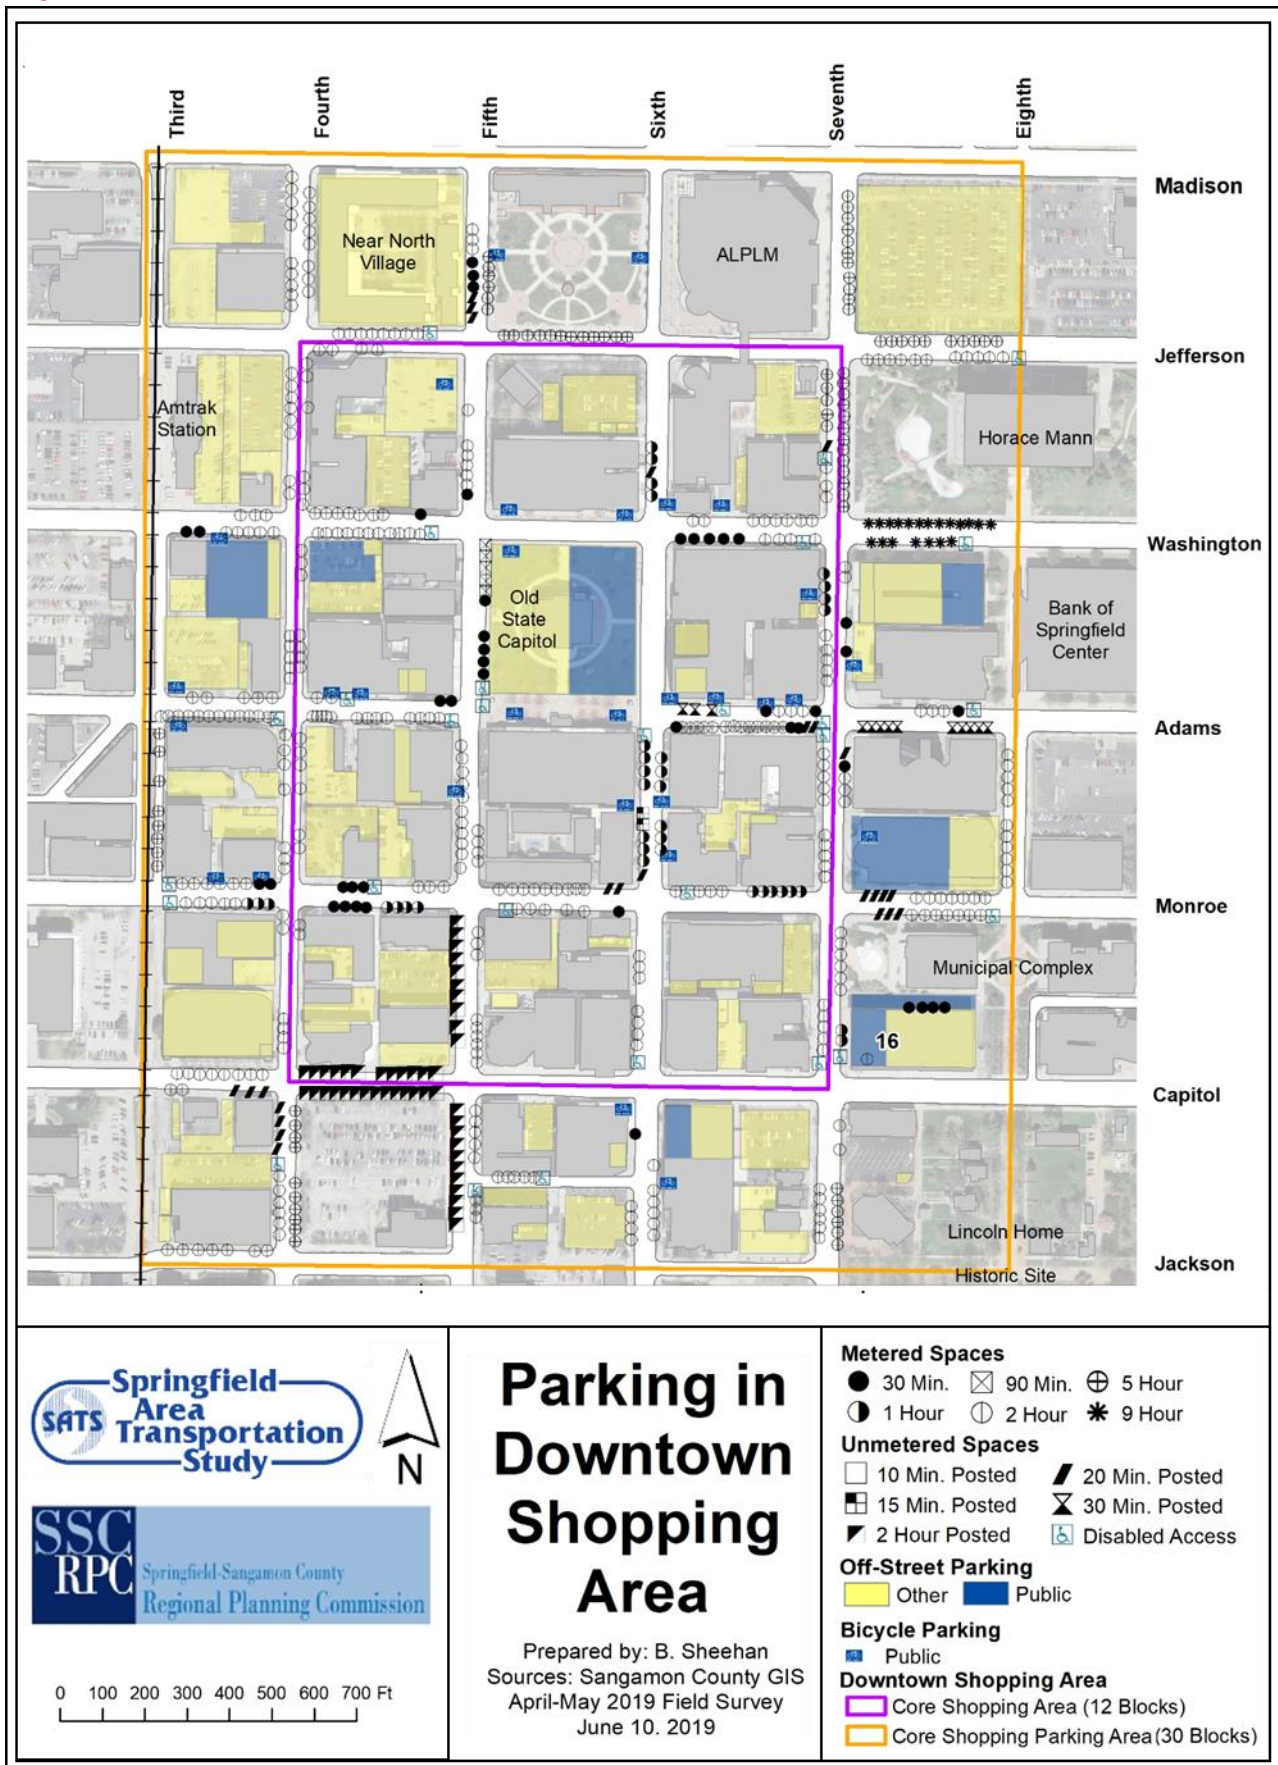 Third
Fourth
Fifth
Sixth
Seventh
Eighth
Madison
Near North
Village
ALPLM
Jefferson
Amtrak
Station
Horace Mann
Washington
Old
State
Capitol
Bank of
Springfield
Center
Adams
Monroe
Municipal Complex
16
Capitol
Lincoln Home
Jackson
Historic Site
Springfield
Area
Transportation
Study
SATS
N
SSC
RPC
Springfield-Sangamon County
Regional Planning Commission
0 100 200 300 400 500 600 700 Ft
Parking in
Downtown
Shopping
Area
Prepared by: B. Sheehan
Sources: Sangamon County GIS
April-May 2019 Field Survey
June 10. 2019
Metered Spaces
30 Min. 90 Min. 5 Hour
1 Hour 2 Hour 9 Hour
Unmetered Spaces
10 Min. Posted 20 Min. Posted
15 Min. Posted 30 Min. Posted
2 Hour Posted Disabled Access
Off-Street Parking
Other Public
Bicycle Parking
Public
Downtown Shopping Area
Core Shopping Area (12 Blocks)
Core Shopping Parking Area (30 Blocks)